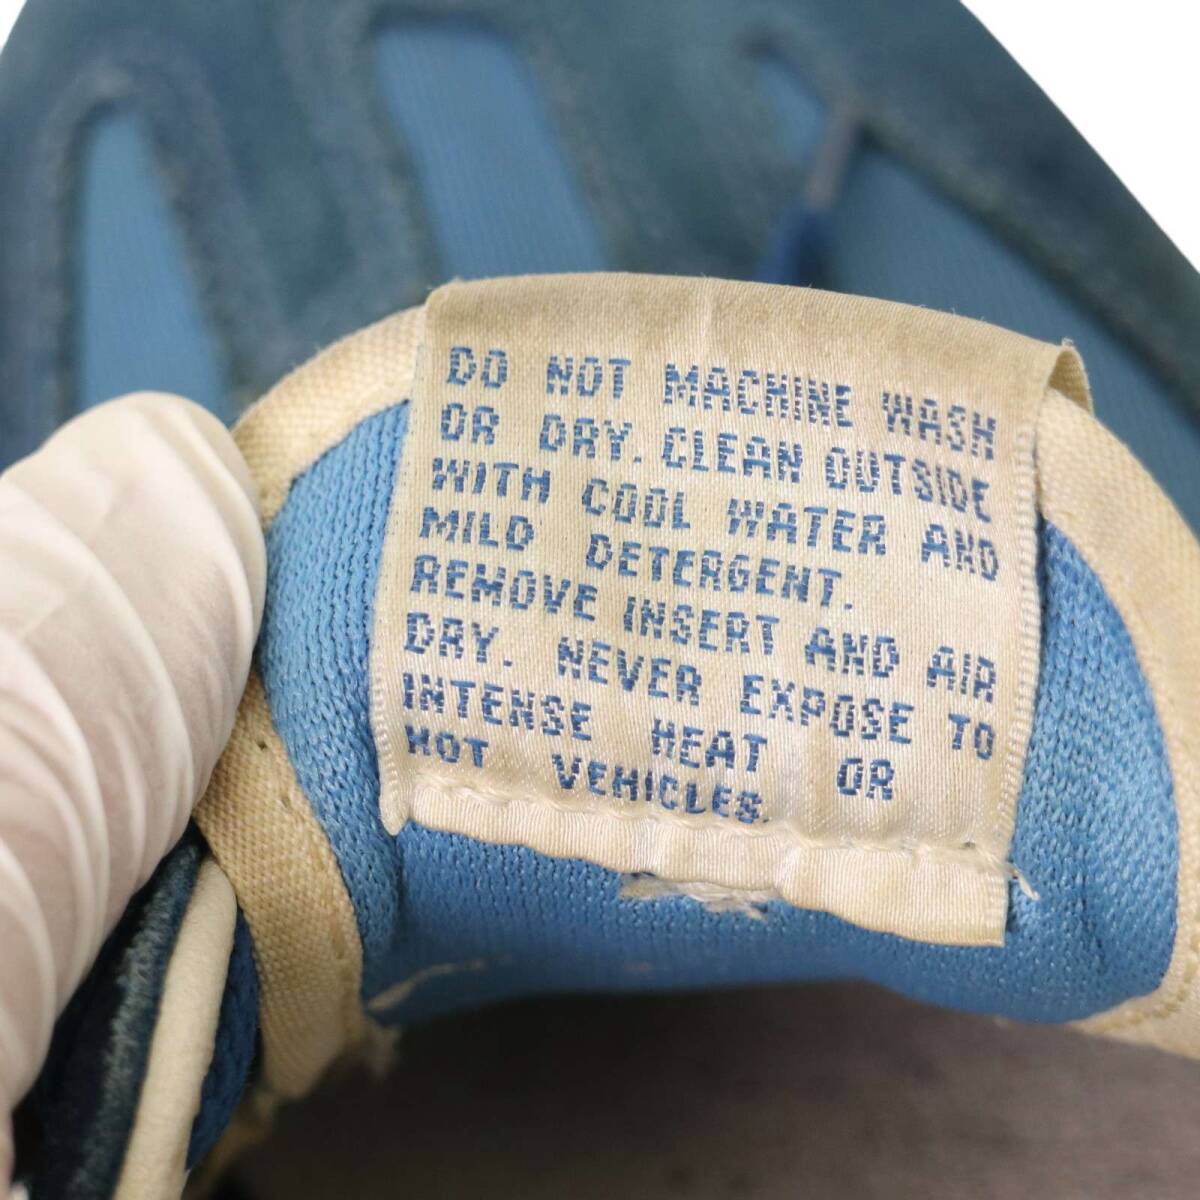 DO NOT MACHINE WASH
OR DRY. CLEAN OUTSIDE
WITH COOL WATER AND
MILD DETERGENT.
REMOVE INSERT AND AIR
DRY. NEVER EXPOSE TO
INTENSE HEAT OR
HOT VEHICLES.